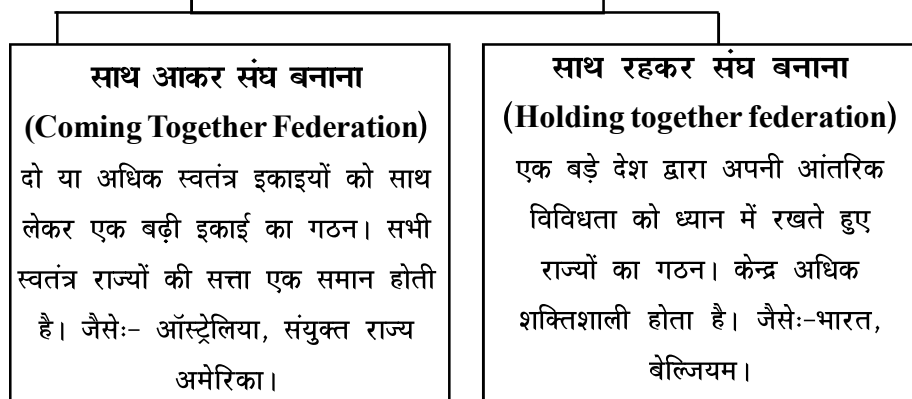 साथ आकर संघ बनाना
(Coming Together Federation)
दो या अधिक स्वतंत्र इकाइयों को साथ
लेकर एक बढ़ी इकाई का गठन। सभी
स्वतंत्र राज्यों की सत्ता एक समान होती
है। जैसेः- ऑस्ट्रेलिया, संयुक्त राज्य
अमेरिका।
साथ रहकर संघ बनाना
(Holding together federation)
एक बड़े देश द्वारा अपनी आंतरिक
विविधता को ध्यान में रखते हुए
राज्यों का गठन। केन्द्र अधिक
शक्तिशाली होता है। जैसेः-भारत,
बेल्जियम।